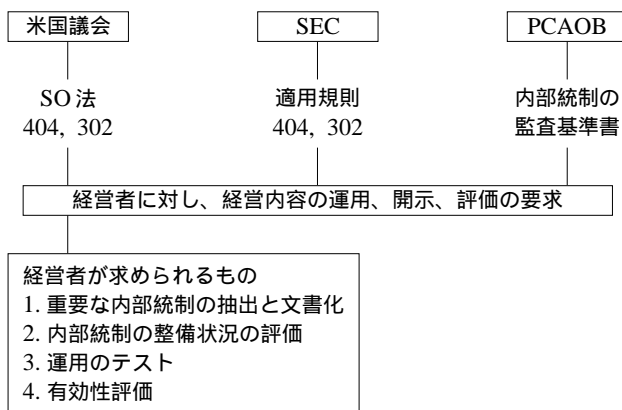 米国議会
SEC
PCAOB
SO法
404, 302
適用規則
404, 302
内部統制の
監査基準書
経営者に対し、経営内容の運用、開示、評価の要求
経営者が求められるもの
1. 重要な内部統制の抽出と文書化
2. 内部統制の整備状況の評価
3. 運用のテスト
4. 有効性評価